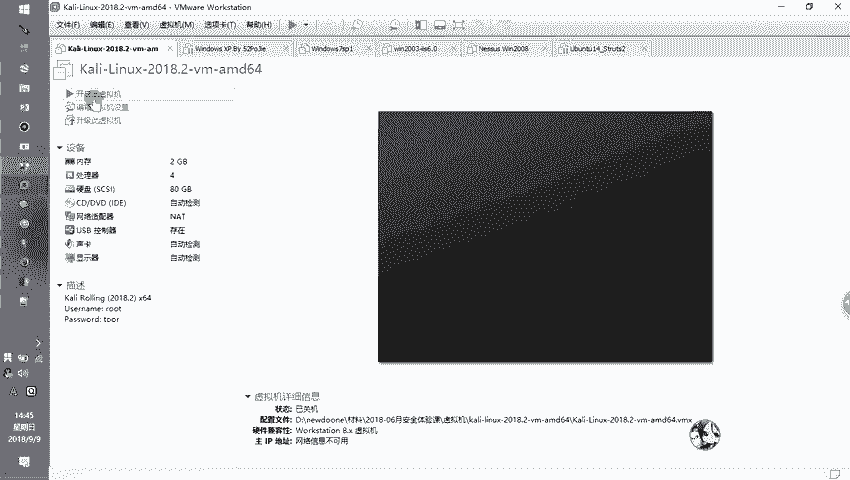 Kali-Linux-2018.2-vm-amd64 - VMware Workstation
文件(F) 编辑(E) 查看(V) 虚拟机(M) 选项卡(T) 帮助(H)
Kali-Linux-2018.2-vm-am
Windows XP By 52Po3e
Windows7sp1
win2003-iis6.0
Nessus Win2008
Ubuntu14_Struts2
Kali-Linux-2018.2-vm-amd64
开启此虚拟机
编辑虚拟机设置
升级此虚拟机
设备
内存 2 GB
处理器 4
硬盘 (SCSI) 80 GB
CD/DVD (IDE) 自动检测
网络适配器 NAT
USB 控制器 存在
声卡 自动检测
显示器 自动检测
描述
Kali Rolling (2018.2) x64
Username: root
Password: toor
虚拟机详细信息
状态: 已关机
配置文件: D:\newdoone\材料\2018-06月安全体验课\虚拟机\kali-linux-2018.2-vm-amd64\Kali-Linux-2018.2-vm-amd64.vmx
硬件兼容性: Workstation 8.x 虚拟机
主 IP 地址: 网络信息不可用
14:45
星期日
2018/9/9